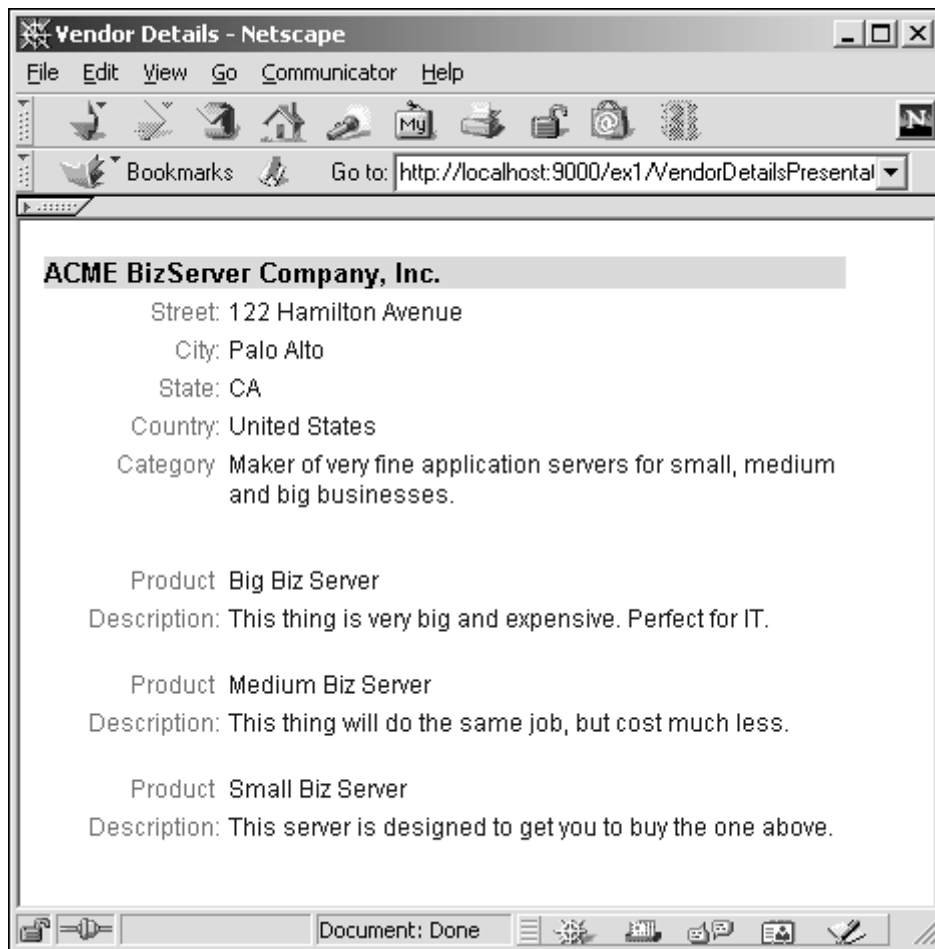 Vendor Details - Netscape
File Edit View Go Communicator Help
My
N
Bookmarks Go to: http://localhost:9000/ex1/VendorDetailsPresenta
ACME BizServer Company, Inc.
Street: 122 Hamilton Avenue
City: Palo Alto
State: CA
Country: United States
Category Maker of very fine application servers for small, medium
and big businesses.
Product Big Biz Server
Description: This thing is very big and expensive. Perfect for IT.
Product Medium Biz Server
Description: This thing will do the same job, but cost much less.
Product Small Biz Server
Description: This server is designed to get you to buy the one above.
Document: Done